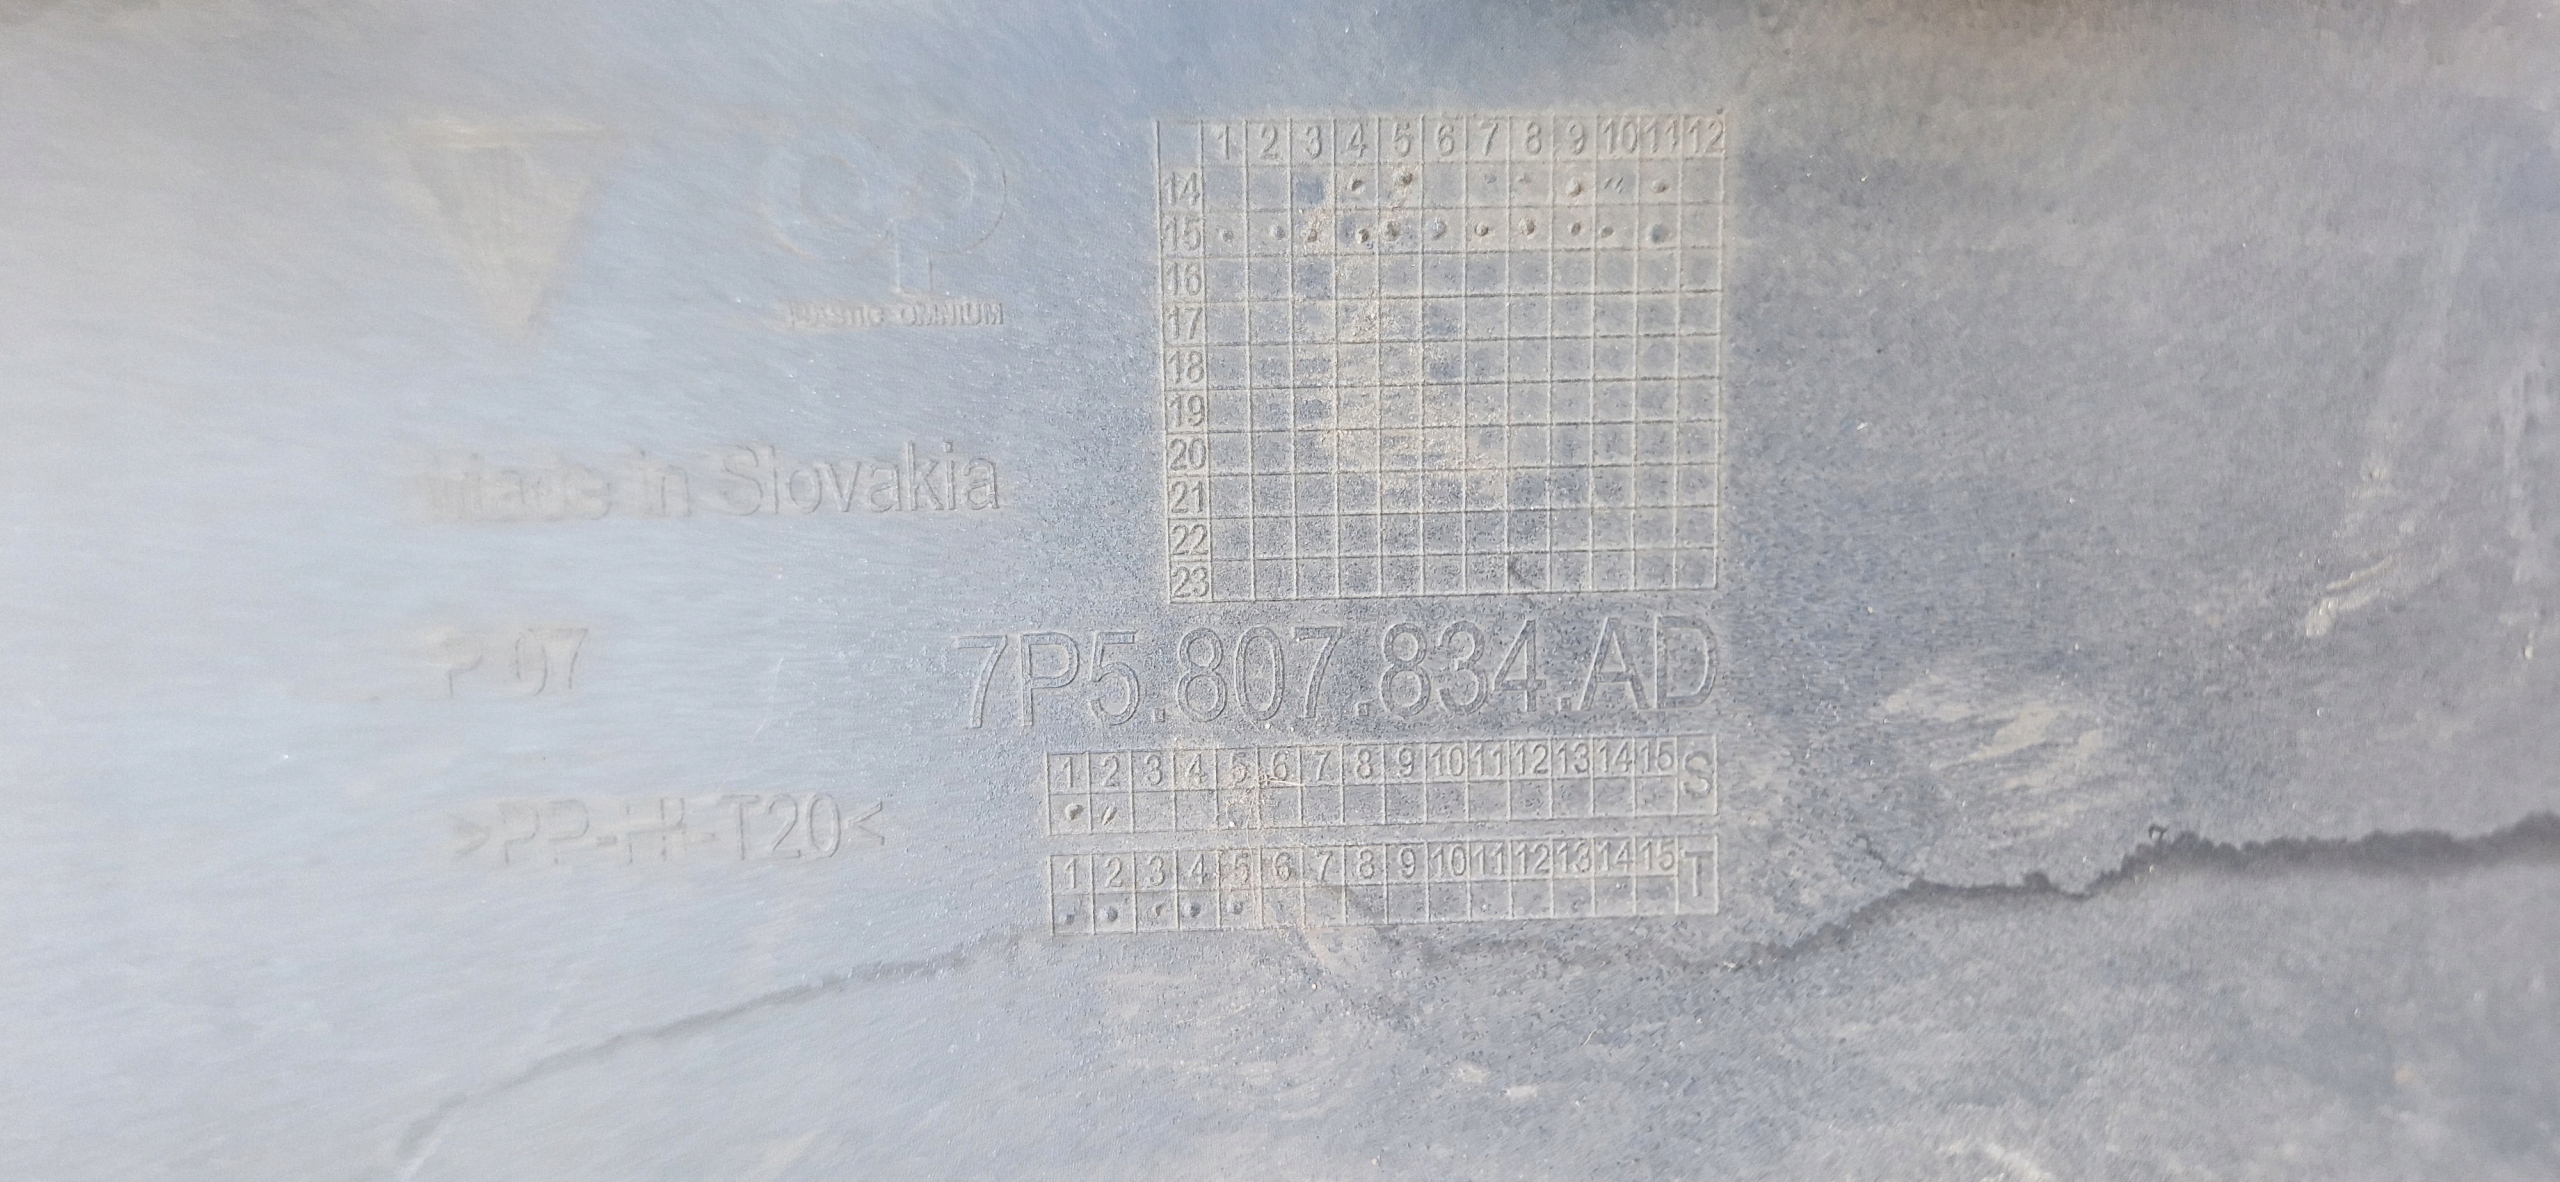 PLASTIC OMNIUM
Made in Slovakia
P 07
>PP-HI-T20<
1 2 3 4 5 6 7 8 9 10 11 12
14
15
16
17
18
19
20
21
22
23
7P5.807.834.AD
1 2 3 4 5 6 7 8 9 10 11 12 13 14 15 S
1 2 3 4 5 6 7 8 9 10 11 12 13 14 15 T